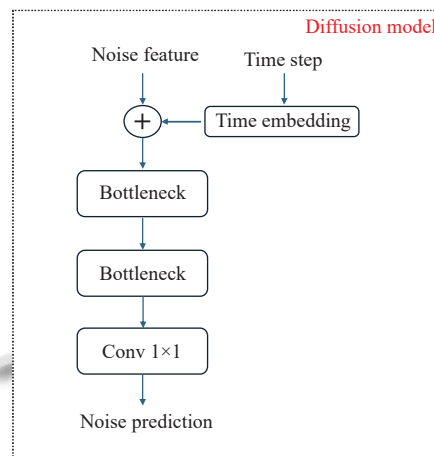 Diffusion model
Noise feature
Time step
+
Time embedding
Bottleneck
Bottleneck
Conv 1×1
Noise prediction